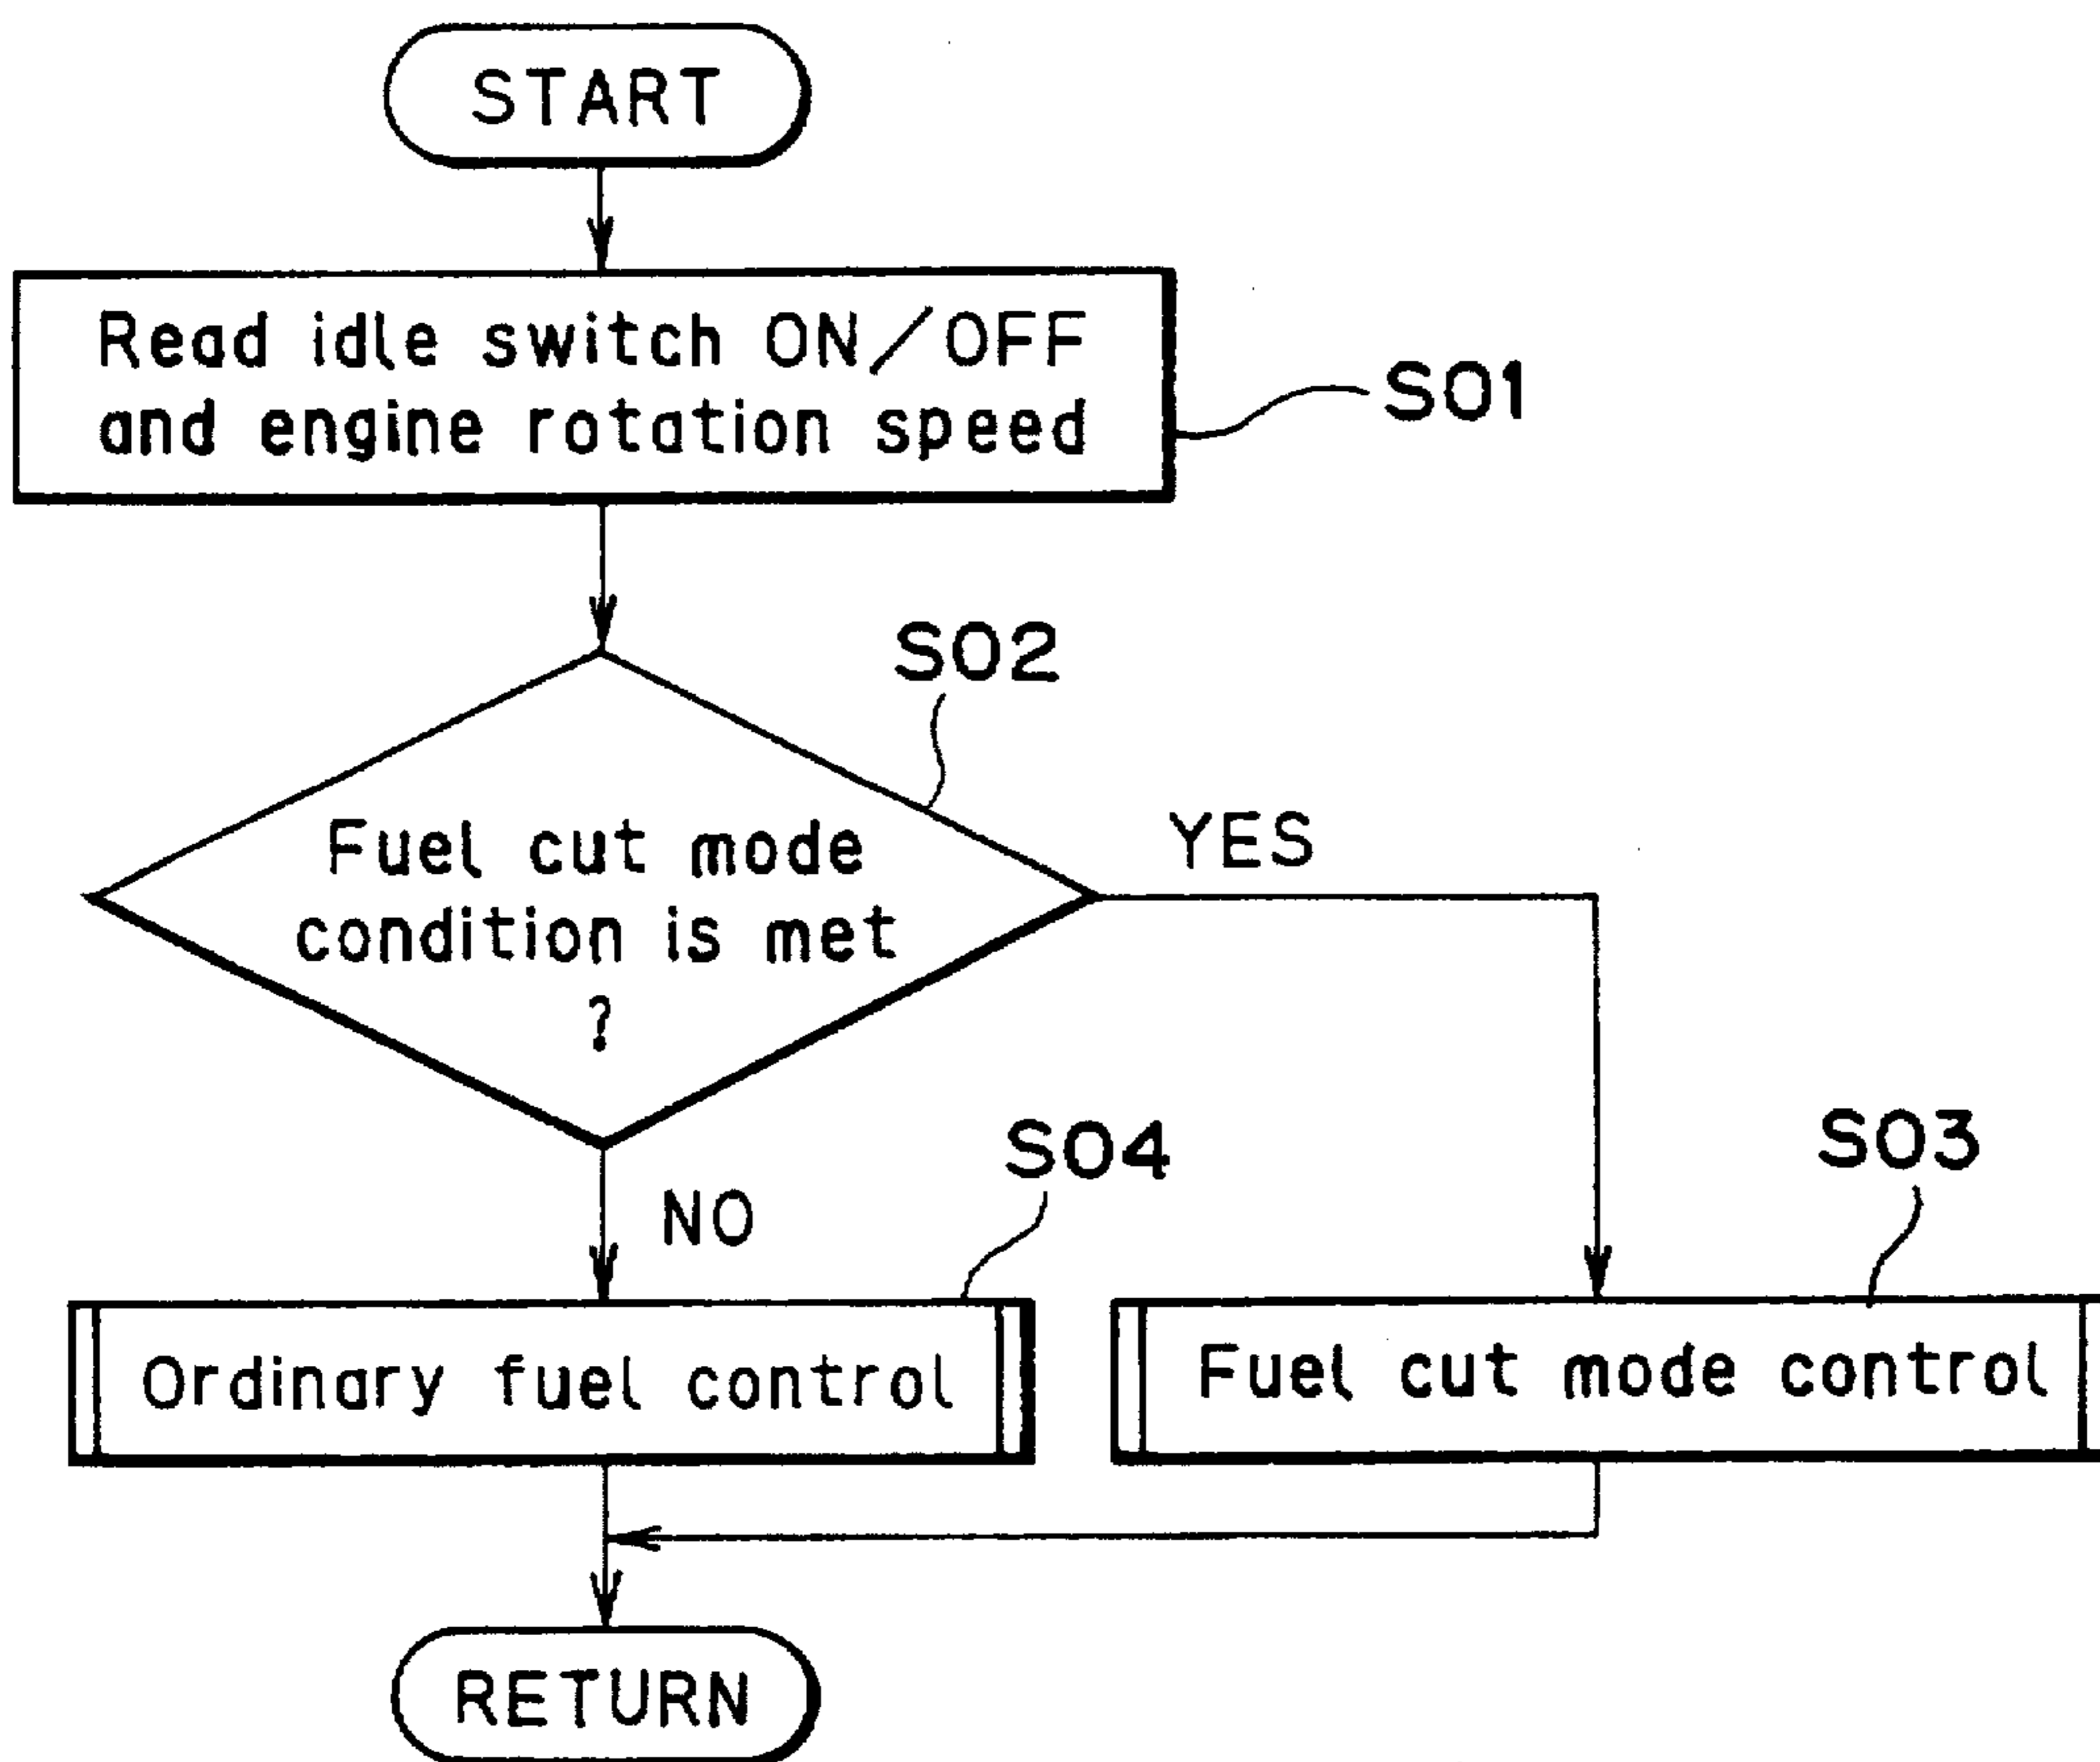 START
Read idle switch ON/OFF
and engine rotation speed
S01
S02
Fuel cut mode
condition is met
?
YES
NO
S04
S03
Ordinary fuel control
Fuel cut mode control
RETURN